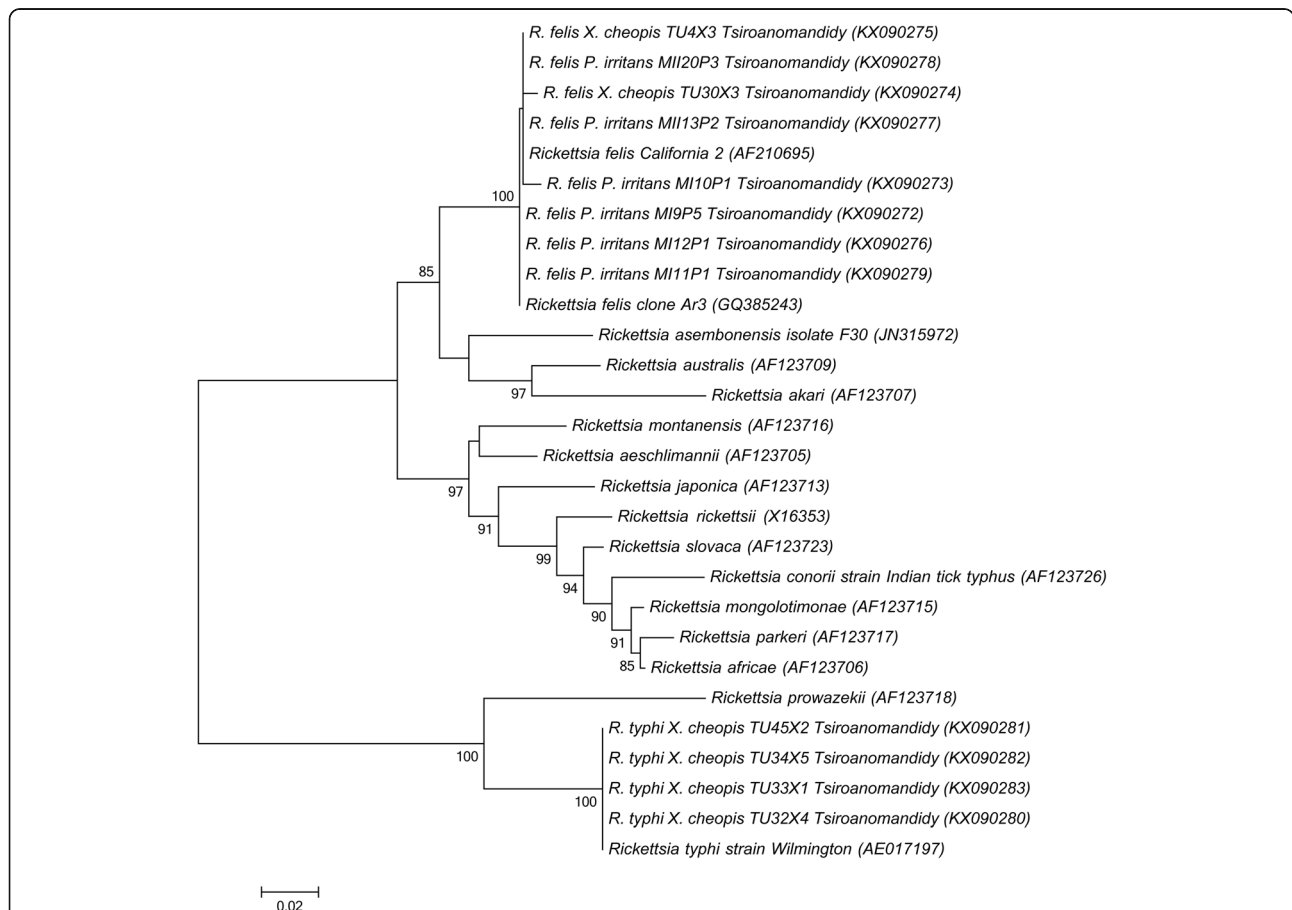 R. felis X. cheopis TU4X3 Tsiroanomandidy (KX090275)
R. felis P. irritans MII20P3 Tsiroanomandidy (KX090278)
R. felis X. cheopis TU30X3 Tsiroanomandidy (KX090274)
R. felis P. irritans MII13P2 Tsiroanomandidy (KX090277)
Rickettsia felis California 2 (AF210695)
R. felis P. irritans MI10P1 Tsiroanomandidy (KX090273)
100
R. felis P. irritans MI9P5 Tsiroanomandidy (KX090272)
R. felis P. irritans MI12P1 Tsiroanomandidy (KX090276)
R. felis P. irritans MI11P1 Tsiroanomandidy (KX090279)
85
Rickettsia felis clone Ar3 (GQ385243)
Rickettsia asembonensis isolate F30 (JN315972)
Rickettsia australis (AF123709)
97
Rickettsia akari (AF123707)
Rickettsia montanensis (AF123716)
Rickettsia aeschlimannii (AF123705)
Rickettsia japonica (AF123713)
97
Rickettsia rickettsii (X16353)
91
Rickettsia slovaca (AF123723)
99
Rickettsia conorii strain Indian tick typhus (AF123726)
94
Rickettsia mongolotimonae (AF123715)
90
Rickettsia parkeri (AF123717)
91
Rickettsia africae (AF123706)
85
Rickettsia prowazekii (AF123718)
R. typhi X. cheopis TU45X2 Tsiroanomandidy (KX090281)
100
R. typhi X. cheopis TU34X5 Tsiroanomandidy (KX090282)
R. typhi X. cheopis TU33X1 Tsiroanomandidy (KX090283)
100
R. typhi X. cheopis TU32X4 Tsiroanomandidy (KX090280)
Rickettsia typhi strain Wilmington (AE017197)
0.02